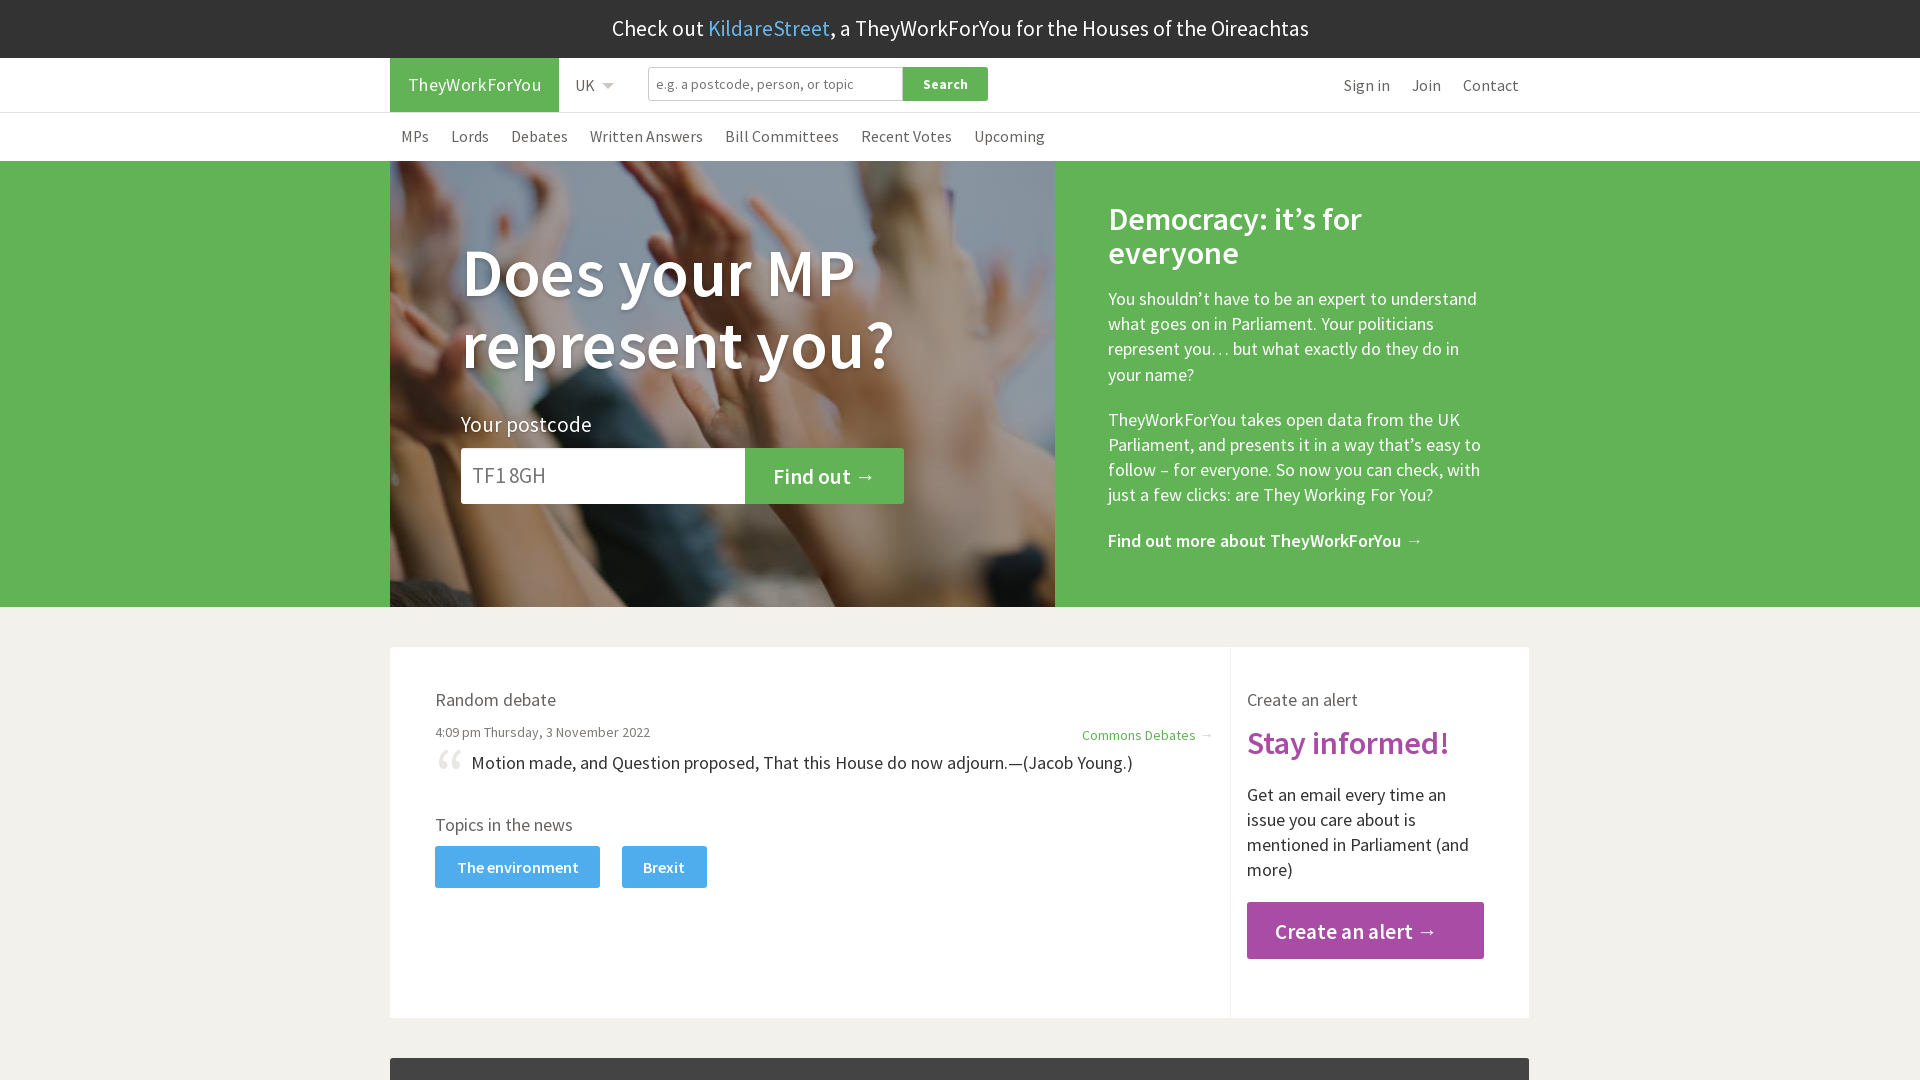 Check out KildareStreet, a TheyWorkForYou for the Houses of the Oireachtas
TheyWorkForYou
UK
e.g. a postcode, person, or topic
Search
Sign in
Join
Contact
MPs
Lords
Debates
Written Answers
Bill Committees
Recent Votes
Upcoming
Does your MP
represent you?
Your postcode
TF1 8GH
Find out →
Democracy: it’s for
everyone
You shouldn’t have to be an expert to understand
what goes on in Parliament. Your politicians
represent you… but what exactly do they do in
your name?
TheyWorkForYou takes open data from the UK
Parliament, and presents it in a way that’s easy to
follow – for everyone. So now you can check, with
just a few clicks: are They Working For You?
Find out more about TheyWorkForYou →
Random debate
4:09 pm Thursday, 3 November 2022
Commons Debates →
“ Motion made, and Question proposed, That this House do now adjourn.—(Jacob Young.)
Topics in the news
The environment
Brexit
Create an alert
Stay informed!
Get an email every time an
issue you care about is
mentioned in Parliament (and
more)
Create an alert →